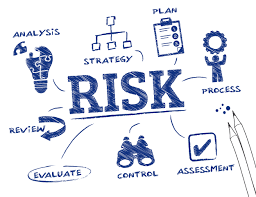 PLAN
ANALYSIS
STRATEGY
RISK
PROCESS
REVIEW
EVALUATE
CONTROL
ASSESSMENT